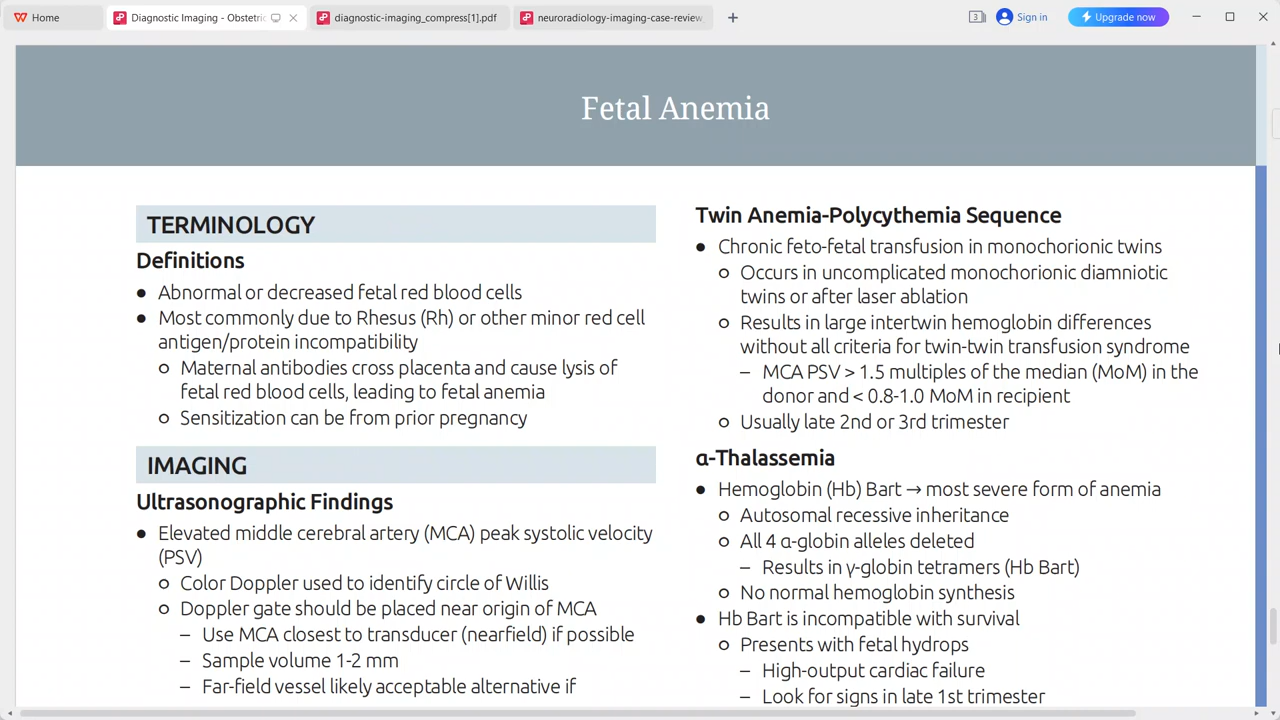 Home
Diagnostic Imaging - Obstetric
diagnostic-imaging_compress[1].pdf
neuroradiology-imaging-case-review
3
Sign in
Upgrade now
Fetal Anemia
TERMINOLOGY
Definitions
● Abnormal or decreased fetal red blood cells
● Most commonly due to Rhesus (Rh) or other minor red cell
antigen/protein incompatibility
○ Maternal antibodies cross placenta and cause lysis of
fetal red blood cells, leading to fetal anemia
○ Sensitization can be from prior pregnancy
IMAGING
Ultrasonographic Findings
● Elevated middle cerebral artery (MCA) peak systolic velocity
(PSV)
○ Color Doppler used to identify circle of Willis
○ Doppler gate should be placed near origin of MCA
– Use MCA closest to transducer (nearfield) if possible
– Sample volume 1-2 mm
– Far-field vessel likely acceptable alternative if
Twin Anemia-Polycythemia Sequence
● Chronic feto-fetal transfusion in monochorionic twins
○ Occurs in uncomplicated monochorionic diamniotic
twins or after laser ablation
○ Results in large intertwin hemoglobin differences
without all criteria for twin-twin transfusion syndrome
– MCA PSV > 1.5 multiples of the median (MoM) in the
donor and < 0.8-1.0 MoM in recipient
○ Usually late 2nd or 3rd trimester
α-Thalassemia
● Hemoglobin (Hb) Bart → most severe form of anemia
○ Autosomal recessive inheritance
○ All 4 α-globin alleles deleted
– Results in γ-globin tetramers (Hb Bart)
○ No normal hemoglobin synthesis
● Hb Bart is incompatible with survival
○ Presents with fetal hydrops
– High-output cardiac failure
– Look for signs in late 1st trimester